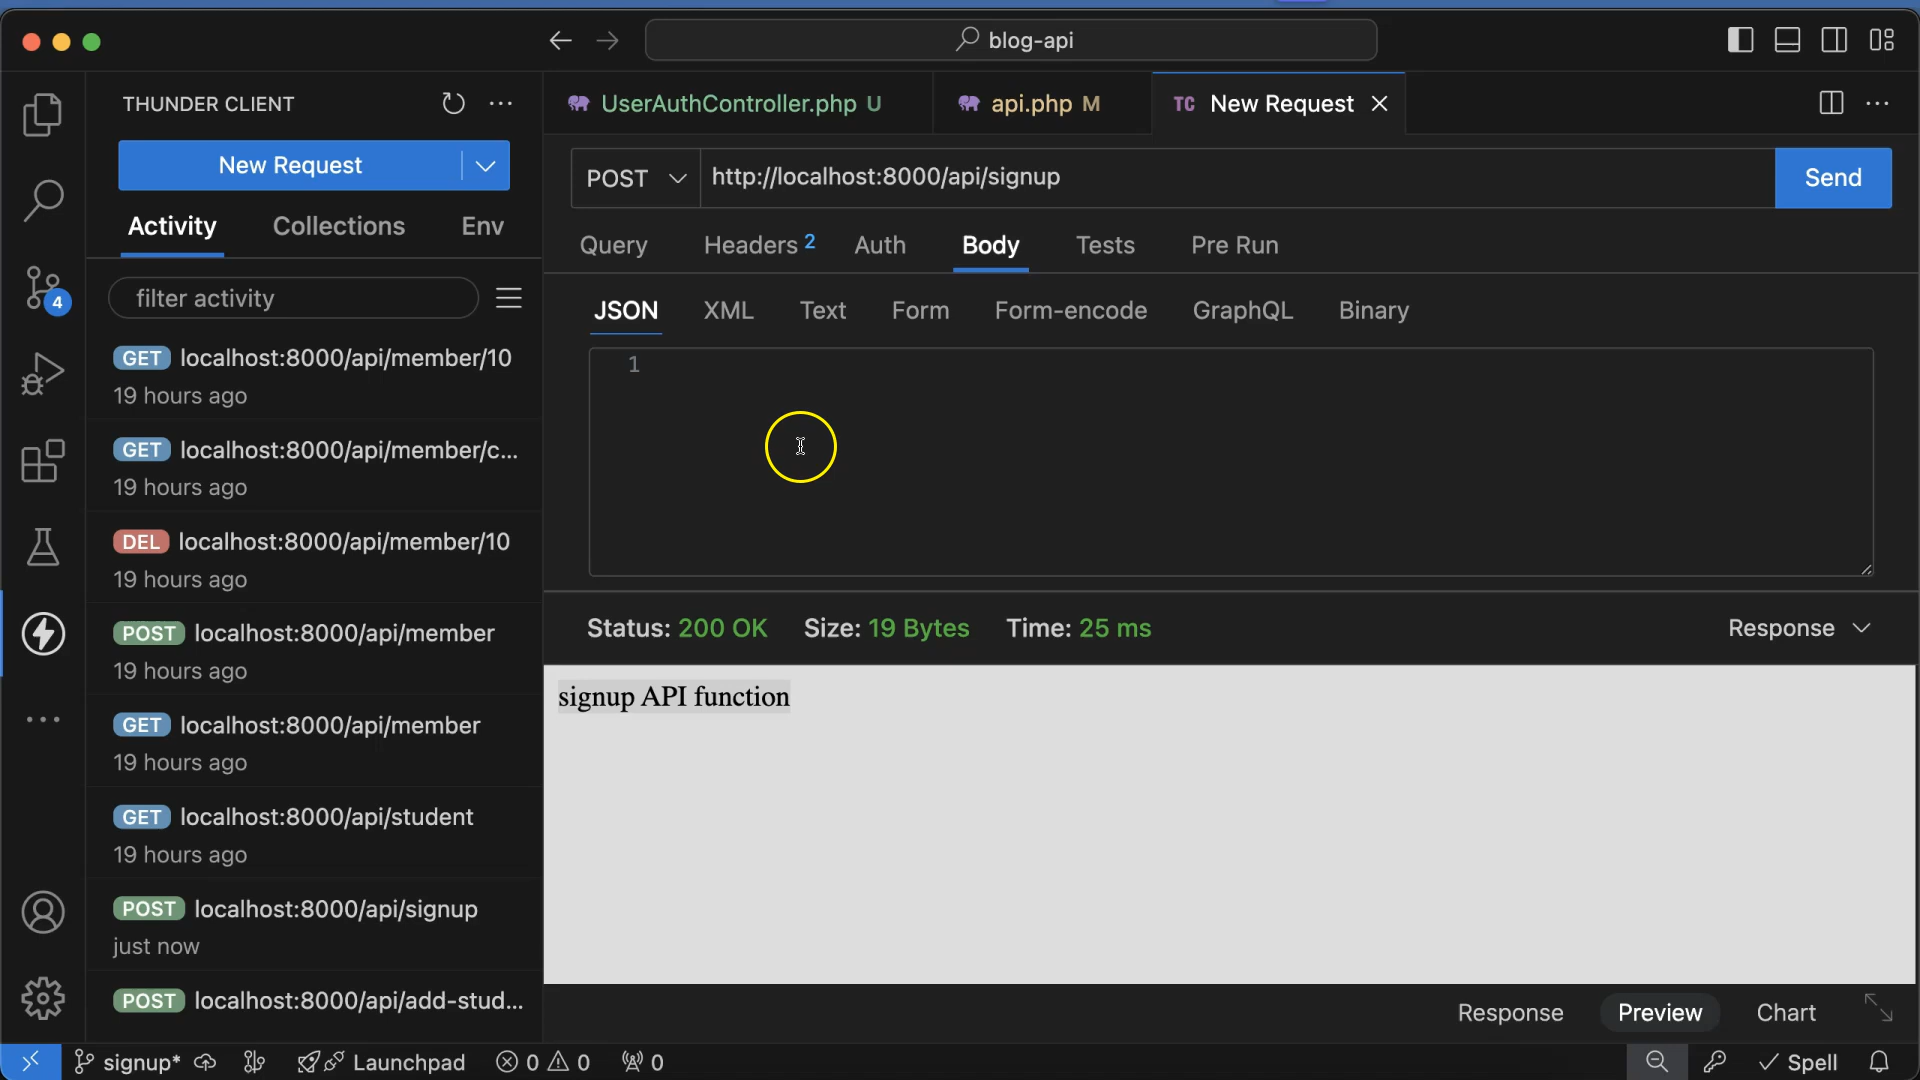 blog-api
THUNDER CLIENT
New Request
Activity Collections Env
filter activity
GET localhost:8000/api/member/10
19 hours ago
GET localhost:8000/api/member/c...
19 hours ago
DEL localhost:8000/api/member/10
19 hours ago
POST localhost:8000/api/member
19 hours ago
GET localhost:8000/api/member
19 hours ago
GET localhost:8000/api/student
19 hours ago
POST localhost:8000/api/signup
just now
POST localhost:8000/api/add-stud...
4
UserAuthController.php U api.php M TC New Request
POST http://localhost:8000/api/signup Send
Query Headers 2 Auth Body Tests Pre Run
JSON XML Text Form Form-encode GraphQL Binary
1
Status: 200 OK Size: 19 Bytes Time: 25 ms Response
signup API function
Response Preview Chart
signup* Launchpad 0 0 0 Spell